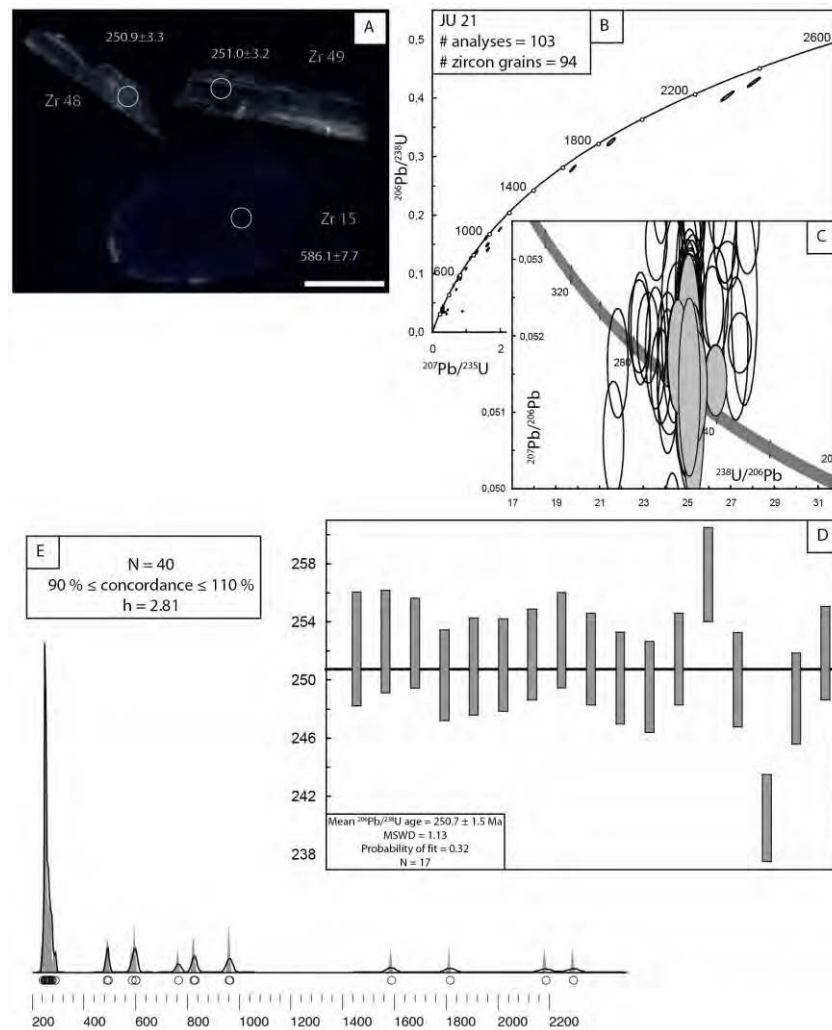 A
250.9±3.3
251.0±3.2
Zr 49
Zr 48
Zr 15
586.1±7.7
JU 21
# analyses = 103
# zircon grains = 94
B
2600
2200
1800
1400
1000
600
0,5
0,4
0,3
0,2
0,1
0,0
0
2
²⁰⁶Pb/²³⁸U
²⁰⁷Pb/²³⁵U
C
0,053
0,052
0,051
0,050
320
280
40
20
²⁰⁷Pb/²⁰⁶Pb
²³⁸U/²⁰⁶Pb
17
19
21
23
25
27
29
31
D
258
254
250
246
242
238
Mean ²⁰⁶Pb/²³⁸U age = 250.7 ± 1.5 Ma
MSWD = 1.13
Probability of fit = 0.32
N = 17
E
N = 40
90 % ≤ concordance ≤ 110 %
h = 2.81
200
400
600
800
1000
1200
1400
1600
1800
2000
2200